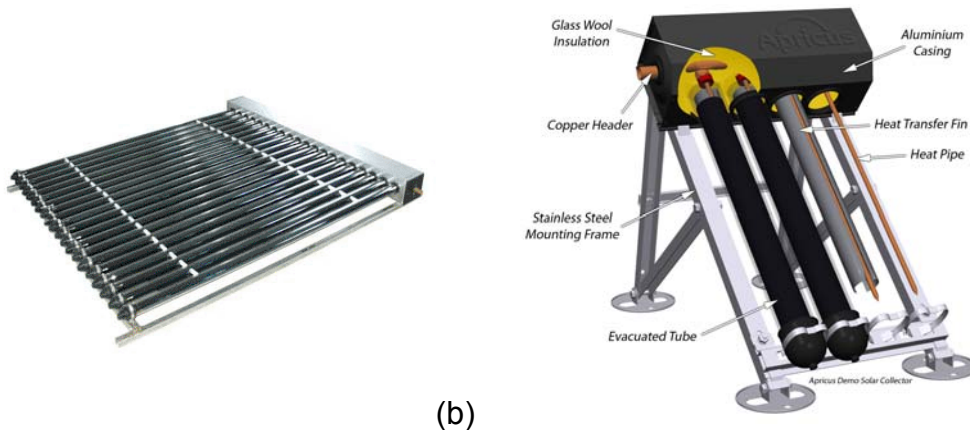 Apricus
Glass Wool
Insulation
Aluminium
Casing
Copper Header
Heat Transfer Fin
Heat Pipe
Stainless Steel
Mounting Frame
Evacuated Tube
Apricus Demo Solar Collector
(b)